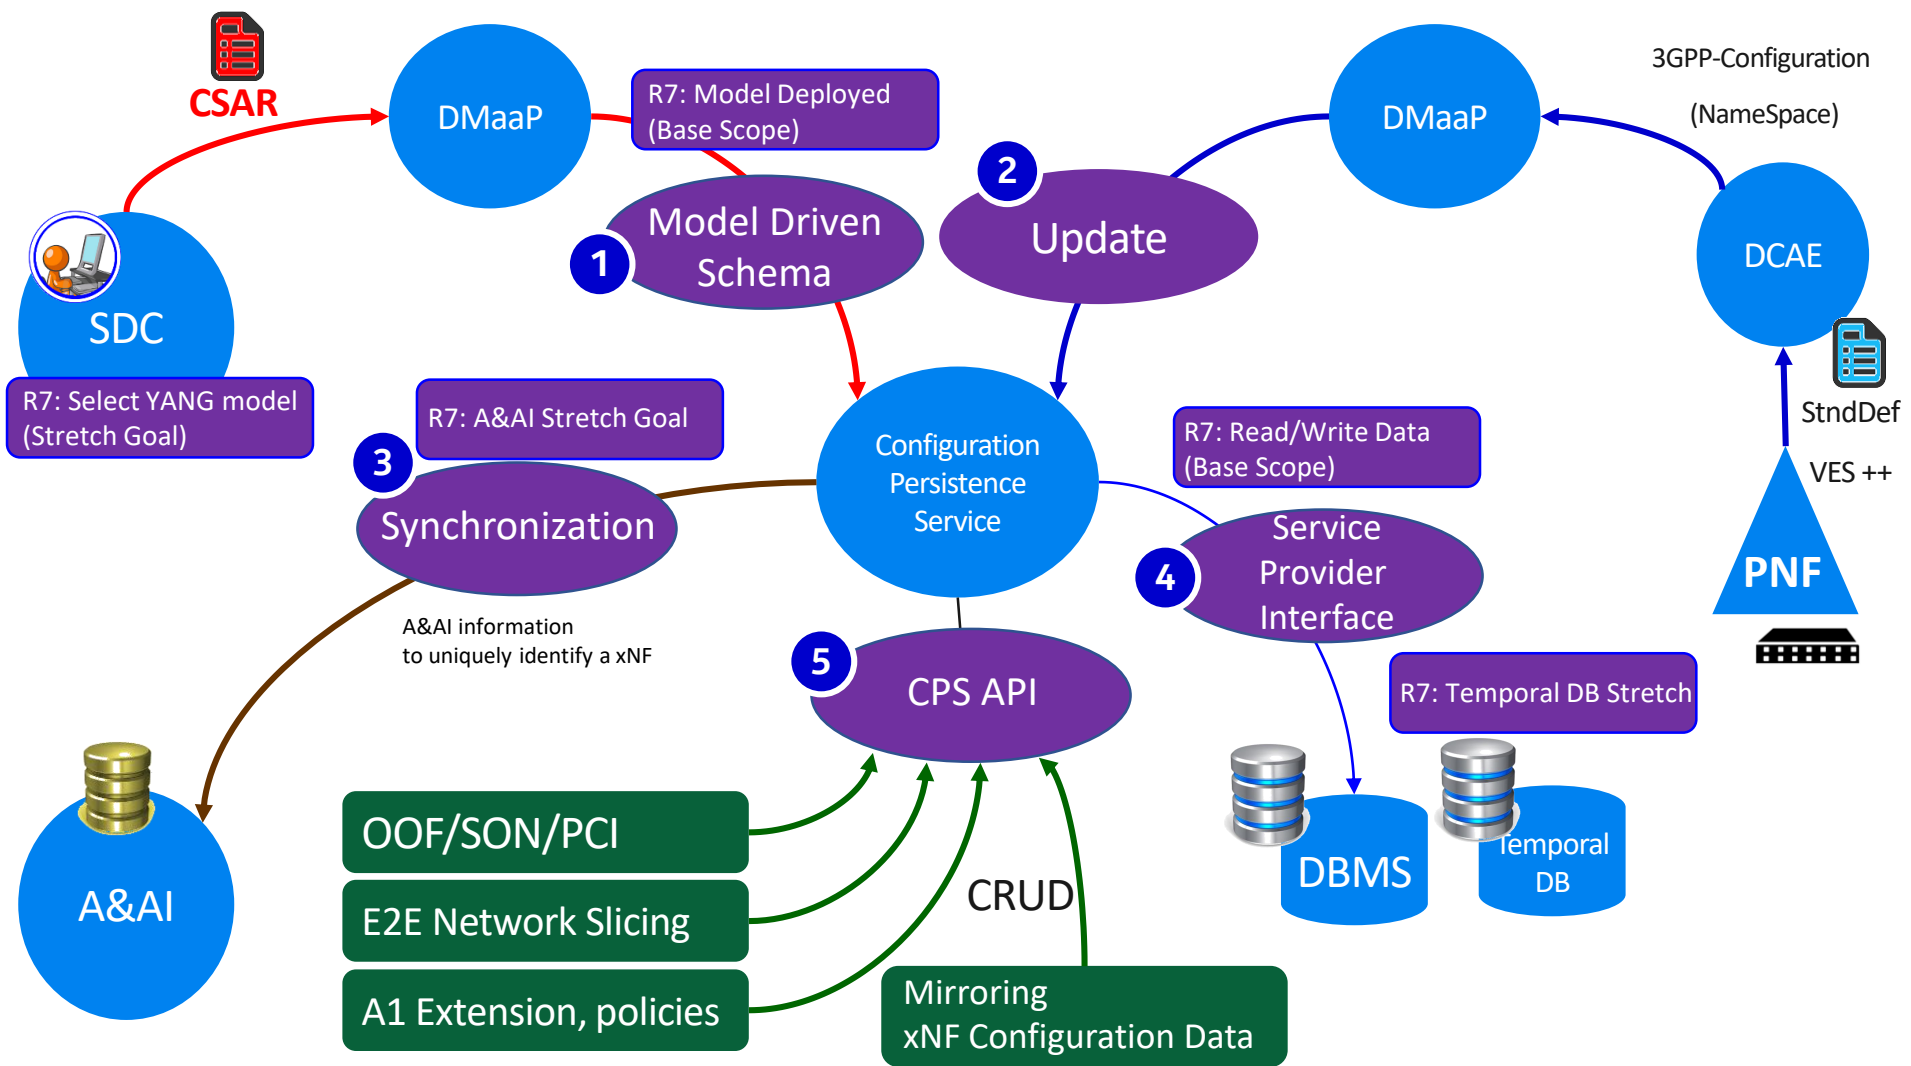 CSAR
DMaaP
R7: Model Deployed
(Base Scope)
DMaaP
3GPP-Configuration
(NameSpace)
2
Model Driven
Schema
1
Update
DCAE
SDC
R7: Select YANG model
(Stretch Goal)
R7: A&AI Stretch Goal
3
Synchronization
Configuration
Persistence
Service
R7: Read/Write Data
(Base Scope)
StndDef
VES ++
Service
Provider
Interface
4
PNF
A&AI information
to uniquely identify a xNF
5
CPS API
R7: Temporal DB Stretch
A&AI
OOF/SON/PCI
E2E Network Slicing
A1 Extension, policies
CRUD
Mirroring
xNF Configuration Data
DBMS
Temporal
DB